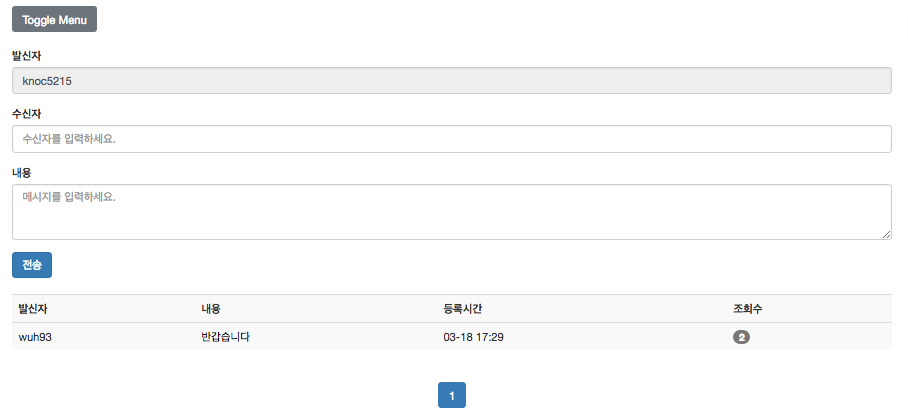 Toggle Menu
발신자
knoc5215
수신자
수신자를 입력하세요.
내용
메시지를 입력하세요.
전송
발신자 내용 등록시간 조회수
wuh93 반갑습니다 03-18 17:29 2
1